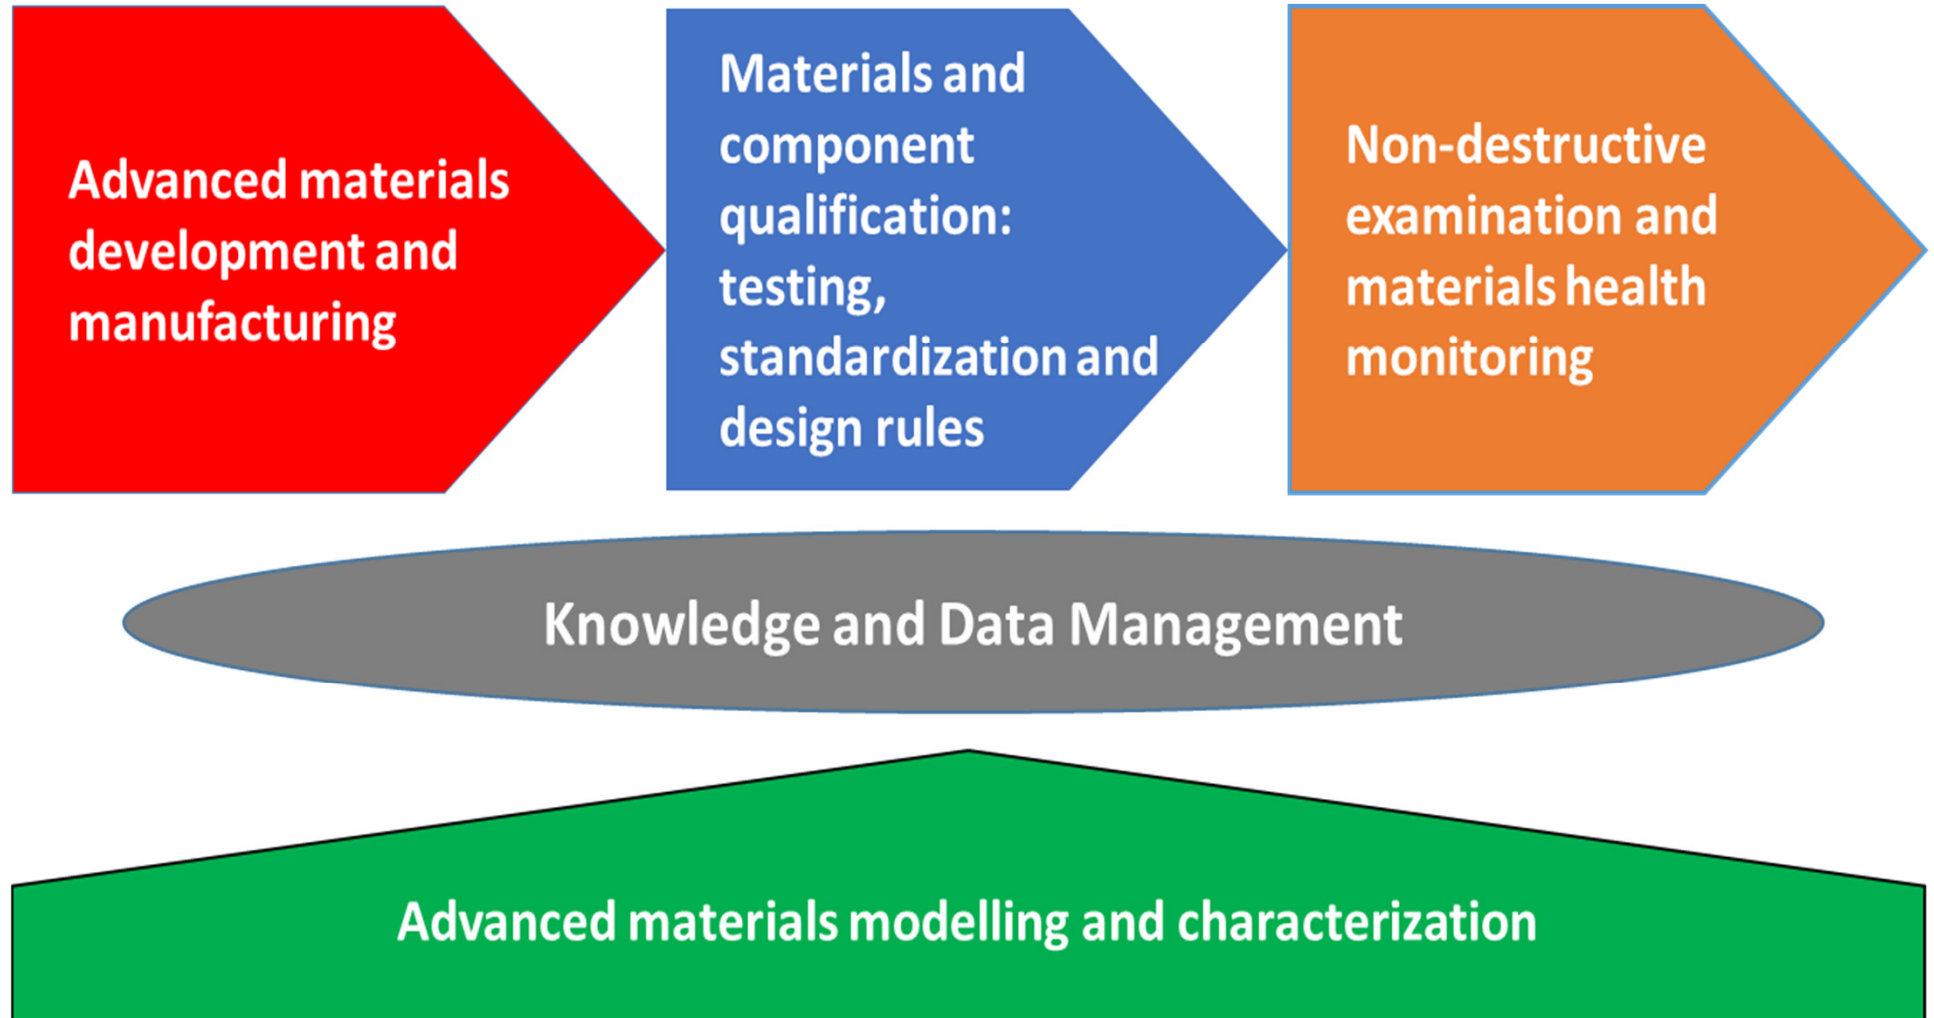 Advanced materials
development and
manufacturing
Materials and
component
qualification:
testing,
standardization and
design rules
Non-destructive
examination and
materials health
monitoring
Knowledge and Data Management
Advanced materials modelling and characterization